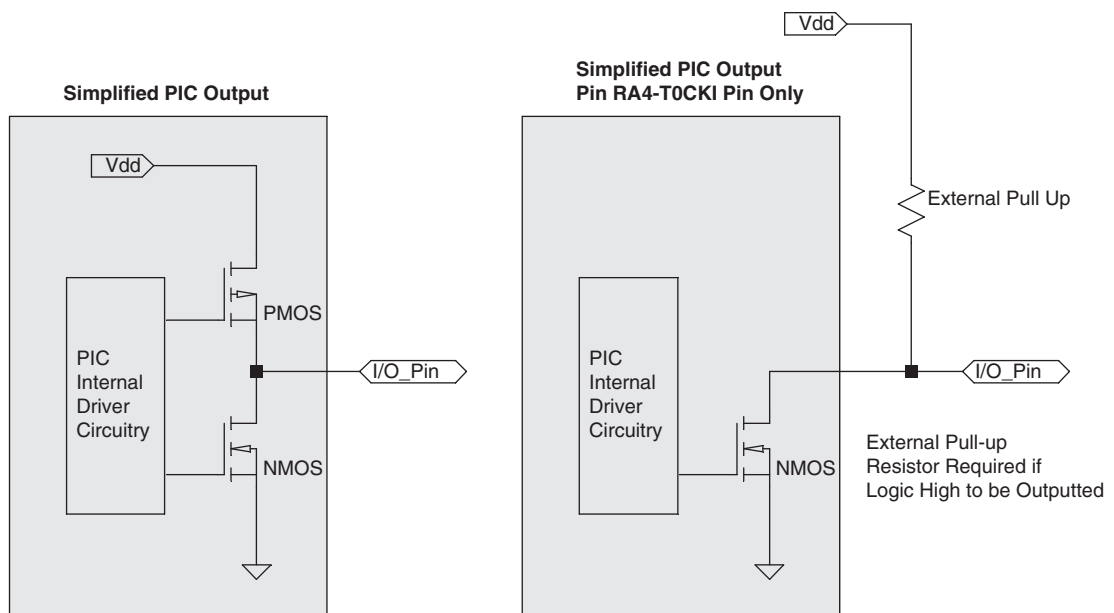 Simplified PIC Output
Vdd
PMOS
PIC
Internal
Driver
Circuitry
I/O_Pin
NMOS
Vdd
Simplified PIC Output
Pin RA4-T0CKI Pin Only
External Pull Up
PIC
Internal
Driver
Circuitry
I/O_Pin
NMOS
External Pull-up
Resistor Required if
Logic High to be Outputted